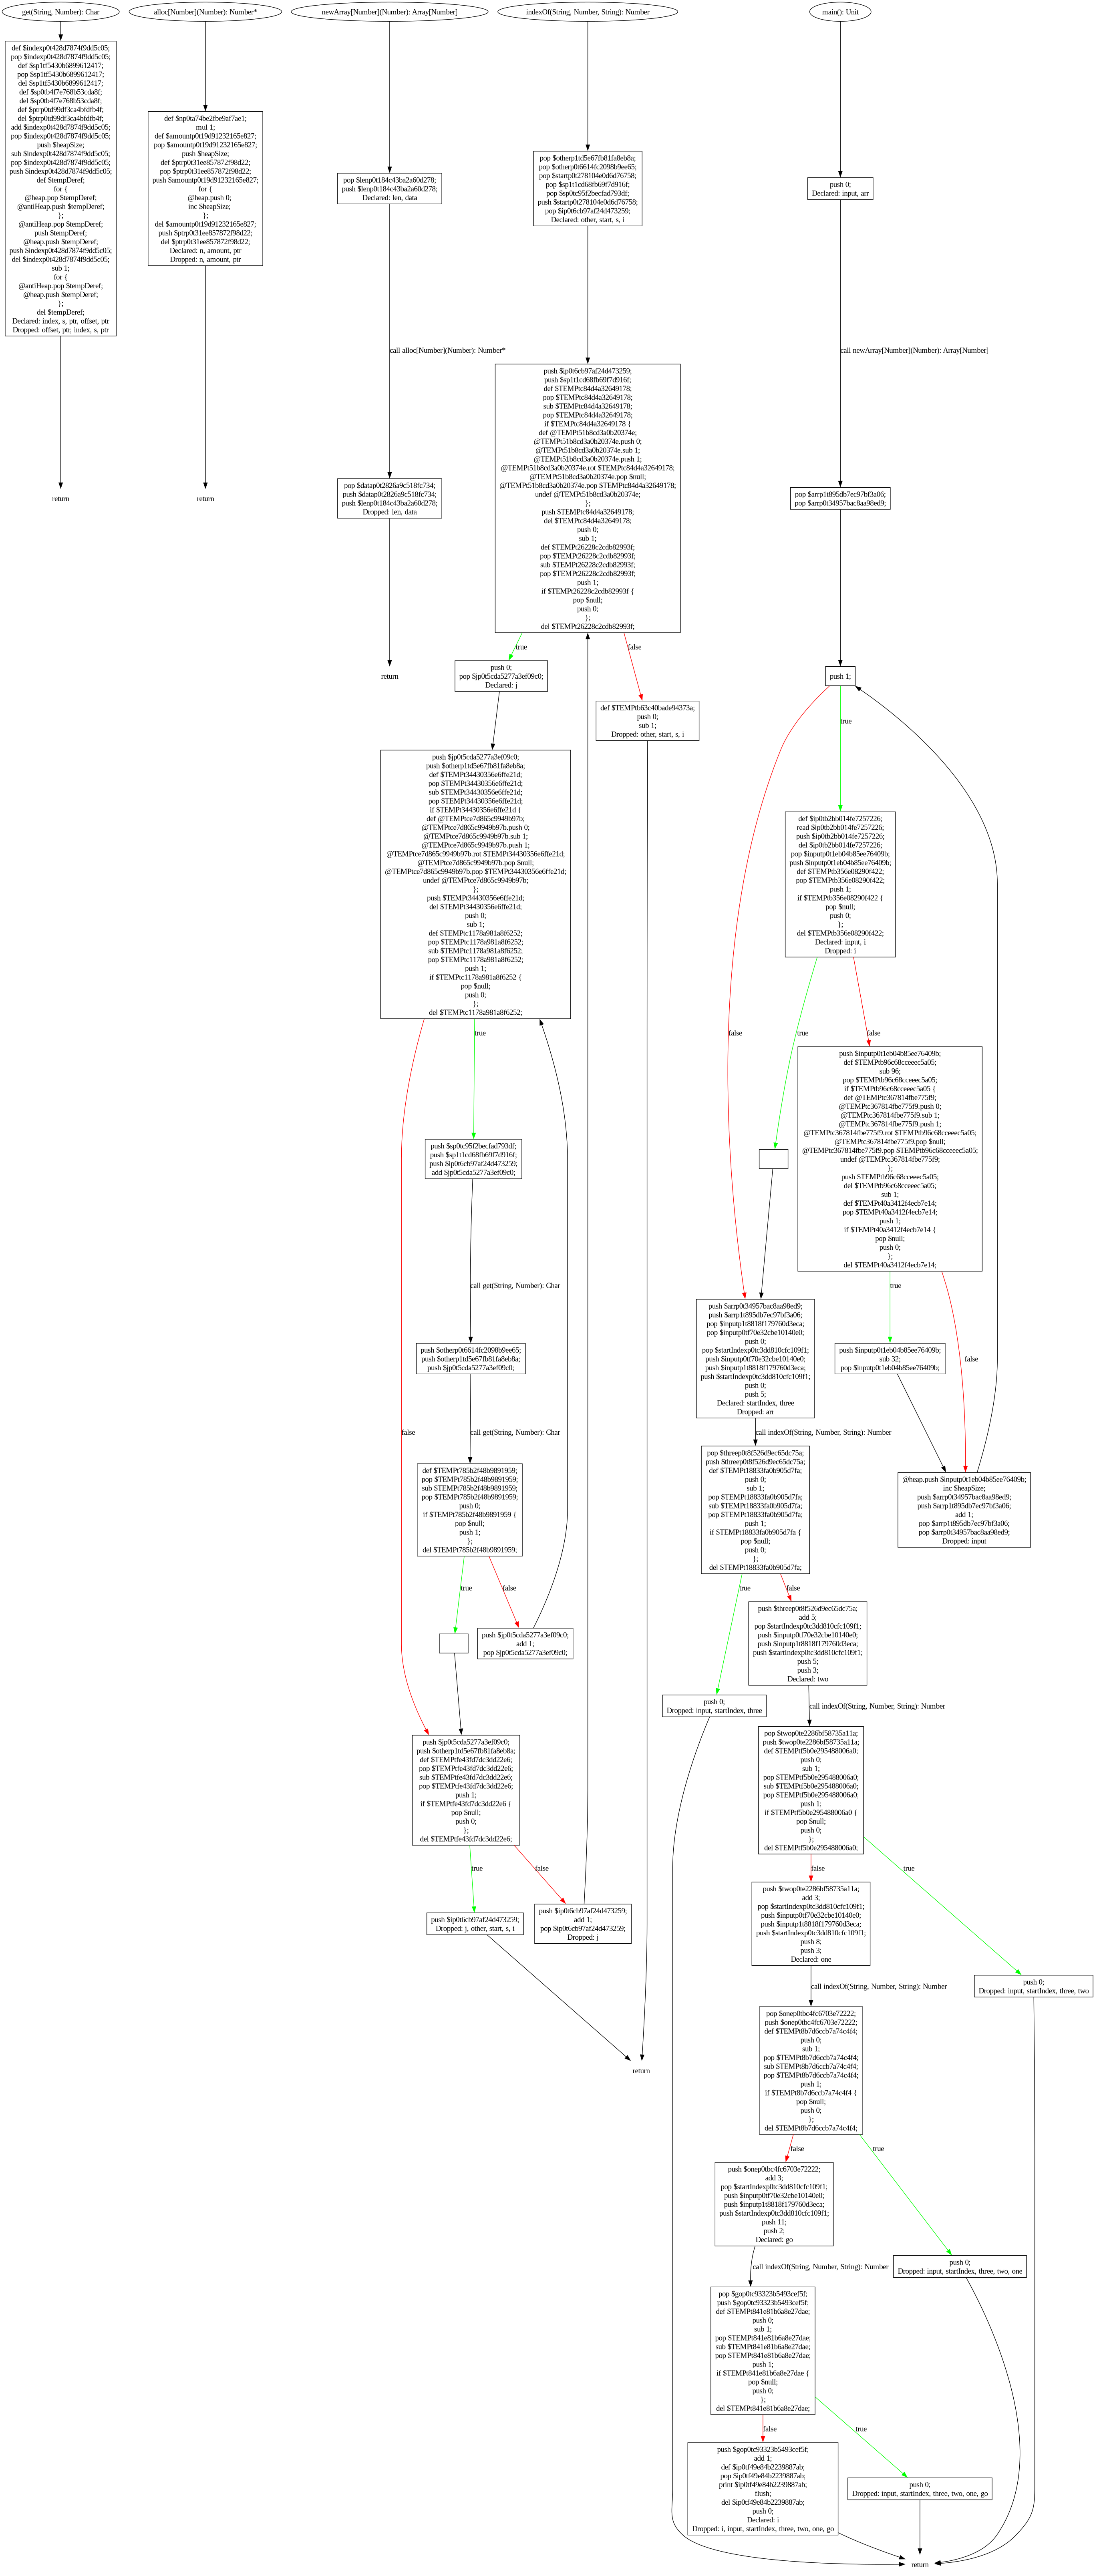 get(String, Number): Char
def $indexp0t428d7874f9dd5c05;
pop $indexp0t428d7874f9dd5c05;
def $sp1tf5430b6899612417;
pop $sp1tf5430b6899612417;
del $sp1tf5430b6899612417;
def $sp0tb4f7e768b53cda8f;
del $sp0tb4f7e768b53cda8f;
def $ptrp0td99df3ca4bfdfb4f;
del $ptrp0td99df3ca4bfdfb4f;
add $indexp0t428d7874f9dd5c05;
pop $indexp0t428d7874f9dd5c05;
push $heapSize;
sub $indexp0t428d7874f9dd5c05;
pop $indexp0t428d7874f9dd5c05;
push $indexp0t428d7874f9dd5c05;
def $tempDeref;
for {
@heap.pop $tempDeref;
@antiHeap.push $tempDeref;
};
@antiHeap.pop $tempDeref;
push $tempDeref;
@heap.push $tempDeref;
push $indexp0t428d7874f9dd5c05;
del $indexp0t428d7874f9dd5c05;
sub 1;
for {
@antiHeap.pop $tempDeref;
@heap.push $tempDeref;
};
del $tempDeref;
Declared: index, s, ptr, offset, ptr
Dropped: offset, ptr, index, s, ptr
return
alloc[Number](Number): Number*
def $np0ta74be2fbe9af7ae1;
mul 1;
def $amountp0t19d91232165e827;
pop $amountp0t19d91232165e827;
push $heapSize;
def $ptrp0t31ee857872f98d22;
pop $ptrp0t31ee857872f98d22;
push $amountp0t19d91232165e827;
for {
@heap.push 0;
inc $heapSize;
};
del $amountp0t19d91232165e827;
push $ptrp0t31ee857872f98d22;
del $ptrp0t31ee857872f98d22;
Declared: n, amount, ptr
Dropped: n, amount, ptr
return
newArray[Number](Number): Array[Number]
pop $lenp0t184c43ba2a60d278;
push $lenp0t184c43ba2a60d278;
Declared: len, data
call alloc[Number](Number): Number*
pop $datap0t2826a9c518fc734;
push $datap0t2826a9c518fc734;
push $lenp0t184c43ba2a60d278;
Dropped: len, data
return
indexOf(String, Number, String): Number
pop $otherp1td5e67fb81fa8eb8a;
pop $otherp0t6614fc2098b9ee65;
pop $startp0t278104e0d6d76758;
pop $sp1t1cd68fb69f7d916f;
pop $sp0tc95f2becfad793df;
push $startp0t278104e0d6d76758;
pop $ip0t6cb97af24d473259;
Declared: other, start, s, i
push $ip0t6cb97af24d473259;
push $sp1t1cd68fb69f7d916f;
def $TEMPtc84d4a32649178;
pop $TEMPtc84d4a32649178;
sub $TEMPtc84d4a32649178;
pop $TEMPtc84d4a32649178;
if $TEMPtc84d4a32649178 {
def @TEMPt51b8cd3a0b20374e;
@TEMPt51b8cd3a0b20374e.push 0;
@TEMPt51b8cd3a0b20374e.sub 1;
@TEMPt51b8cd3a0b20374e.push 1;
@TEMPt51b8cd3a0b20374e.rot $TEMPtc84d4a32649178;
@TEMPt51b8cd3a0b20374e.pop $null;
@TEMPt51b8cd3a0b20374e.pop $TEMPtc84d4a32649178;
undef @TEMPt51b8cd3a0b20374e;
};
push $TEMPtc84d4a32649178;
del $TEMPtc84d4a32649178;
push 0;
sub 1;
def $TEMPt26228c2cdb82993f;
pop $TEMPt26228c2cdb82993f;
sub $TEMPt26228c2cdb82993f;
pop $TEMPt26228c2cdb82993f;
push 1;
if $TEMPt26228c2cdb82993f {
pop $null;
push 0;
};
del $TEMPt26228c2cdb82993f;
true
false
push 0;
pop $jp0t5cda5277a3ef09c0;
Declared: j
def $TEMPtb63c40bade94373a;
push 0;
sub 1;
Dropped: other, start, s, i
push $jp0t5cda5277a3ef09c0;
push $otherp1td5e67fb81fa8eb8a;
def $TEMPt34430356e6ffe21d;
pop $TEMPt34430356e6ffe21d;
sub $TEMPt34430356e6ffe21d;
pop $TEMPt34430356e6ffe21d;
if $TEMPt34430356e6ffe21d {
def @TEMPtce7d865c9949b97b;
@TEMPtce7d865c9949b97b.push 0;
@TEMPtce7d865c9949b97b.sub 1;
@TEMPtce7d865c9949b97b.push 1;
@TEMPtce7d865c9949b97b.rot $TEMPt34430356e6ffe21d;
@TEMPtce7d865c9949b97b.pop $null;
@TEMPtce7d865c9949b97b.pop $TEMPt34430356e6ffe21d;
undef @TEMPtce7d865c9949b97b;
};
push $TEMPt34430356e6ffe21d;
del $TEMPt34430356e6ffe21d;
push 0;
sub 1;
def $TEMPtc1178a981a8f6252;
pop $TEMPtc1178a981a8f6252;
sub $TEMPtc1178a981a8f6252;
pop $TEMPtc1178a981a8f6252;
push 1;
if $TEMPtc1178a981a8f6252 {
pop $null;
push 0;
};
del $TEMPtc1178a981a8f6252;
true
false
push $sp0tc95f2becfad793df;
push $sp1t1cd68fb69f7d916f;
push $ip0t6cb97af24d473259;
add $jp0t5cda5277a3ef09c0;
call get(String, Number): Char
push $otherp0t6614fc2098b9ee65;
push $otherp1td5e67fb81fa8eb8a;
push $jp0t5cda5277a3ef09c0;
call get(String, Number): Char
def $TEMPt785b2f48b9891959;
pop $TEMPt785b2f48b9891959;
sub $TEMPt785b2f48b9891959;
pop $TEMPt785b2f48b9891959;
push 0;
if $TEMPt785b2f48b9891959 {
pop $null;
push 1;
};
del $TEMPt785b2f48b9891959;
true
false
push $jp0t5cda5277a3ef09c0;
add 1;
pop $jp0t5cda5277a3ef09c0;
push $jp0t5cda5277a3ef09c0;
push $otherp1td5e67fb81fa8eb8a;
def $TEMPtfe43fd7dc3dd22e6;
pop $TEMPtfe43fd7dc3dd22e6;
sub $TEMPtfe43fd7dc3dd22e6;
pop $TEMPtfe43fd7dc3dd22e6;
push 1;
if $TEMPtfe43fd7dc3dd22e6 {
pop $null;
push 0;
};
del $TEMPtfe43fd7dc3dd22e6;
true
false
push $ip0t6cb97af24d473259;
Dropped: j, other, start, s, i
push $ip0t6cb97af24d473259;
add 1;
pop $ip0t6cb97af24d473259;
Dropped: j
return
main(): Unit
push 0;
Declared: input, arr
call newArray[Number](Number): Array[Number]
pop $arrp1t895db7ec97bf3a06;
pop $arrp0t34957bac8aa98ed9;
push 1;
true
false
def $ip0tb2bb014fe7257226;
read $ip0tb2bb014fe7257226;
push $ip0tb2bb014fe7257226;
del $ip0tb2bb014fe7257226;
pop $inputp0t1eb04b85ee76409b;
push $inputp0t1eb04b85ee76409b;
def $TEMPtb356e08290f422;
pop $TEMPtb356e08290f422;
push 1;
if $TEMPtb356e08290f422 {
pop $null;
push 0;
};
del $TEMPtb356e08290f422;
Declared: input, i
Dropped: i
true
false
push $inputp0t1eb04b85ee76409b;
def $TEMPtb96c68cceeec5a05;
sub 96;
pop $TEMPtb96c68cceeec5a05;
if $TEMPtb96c68cceeec5a05 {
def @TEMPtc367814fbe775f9;
@TEMPtc367814fbe775f9.push 0;
@TEMPtc367814fbe775f9.sub 1;
@TEMPtc367814fbe775f9.push 1;
@TEMPtc367814fbe775f9.rot $TEMPtb96c68cceeec5a05;
@TEMPtc367814fbe775f9.pop $null;
@TEMPtc367814fbe775f9.pop $TEMPtb96c68cceeec5a05;
undef @TEMPtc367814fbe775f9;
};
push $TEMPtb96c68cceeec5a05;
del $TEMPtb96c68cceeec5a05;
sub 1;
def $TEMPt40a3412f4ecb7e14;
pop $TEMPt40a3412f4ecb7e14;
push 1;
if $TEMPt40a3412f4ecb7e14 {
pop $null;
push 0;
};
del $TEMPt40a3412f4ecb7e14;
true
false
push $inputp0t1eb04b85ee76409b;
sub 32;
pop $inputp0t1eb04b85ee76409b;
@heap.push $inputp0t1eb04b85ee76409b;
inc $heapSize;
push $arrp0t34957bac8aa98ed9;
push $arrp1t895db7ec97bf3a06;
add 1;
pop $arrp1t895db7ec97bf3a06;
pop $arrp0t34957bac8aa98ed9;
Dropped: input
push $arrp0t34957bac8aa98ed9;
push $arrp1t895db7ec97bf3a06;
pop $inputp1t8818f179760d3eca;
pop $inputp0tf70e32cbe10140e0;
push 0;
pop $startIndexp0tc3dd810cfc109f1;
push $inputp0tf70e32cbe10140e0;
push $inputp1t8818f179760d3eca;
push $startIndexp0tc3dd810cfc109f1;
push 0;
push 5;
Declared: startIndex, three
Dropped: arr
call indexOf(String, Number, String): Number
pop $threep0t8f526d9ec65dc75a;
push $threep0t8f526d9ec65dc75a;
def $TEMPt18833fa0b905d7fa;
push 0;
sub 1;
pop $TEMPt18833fa0b905d7fa;
sub $TEMPt18833fa0b905d7fa;
pop $TEMPt18833fa0b905d7fa;
push 1;
if $TEMPt18833fa0b905d7fa {
pop $null;
push 0;
};
del $TEMPt18833fa0b905d7fa;
true
false
push $threep0t8f526d9ec65dc75a;
add 5;
pop $startIndexp0tc3dd810cfc109f1;
push $inputp0tf70e32cbe10140e0;
push $inputp1t8818f179760d3eca;
push $startIndexp0tc3dd810cfc109f1;
push 5;
push 3;
Declared: two
push 0;
Dropped: input, startIndex, three
call indexOf(String, Number, String): Number
pop $twop0te2286bf58735a11a;
push $twop0te2286bf58735a11a;
def $TEMPtf5b0e295488006a0;
push 0;
sub 1;
pop $TEMPtf5b0e295488006a0;
sub $TEMPtf5b0e295488006a0;
pop $TEMPtf5b0e295488006a0;
push 1;
if $TEMPtf5b0e295488006a0 {
pop $null;
push 0;
};
del $TEMPtf5b0e295488006a0;
false
true
push $twop0te2286bf58735a11a;
add 3;
pop $startIndexp0tc3dd810cfc109f1;
push $inputp0tf70e32cbe10140e0;
push $inputp1t8818f179760d3eca;
push $startIndexp0tc3dd810cfc109f1;
push 8;
push 3;
Declared: one
push 0;
Dropped: input, startIndex, three, two
call indexOf(String, Number, String): Number
pop $onep0tbc4fc6703e72222;
push $onep0tbc4fc6703e72222;
def $TEMPt8b7d6ccb7a74c4f4;
push 0;
sub 1;
pop $TEMPt8b7d6ccb7a74c4f4;
sub $TEMPt8b7d6ccb7a74c4f4;
pop $TEMPt8b7d6ccb7a74c4f4;
push 1;
if $TEMPt8b7d6ccb7a74c4f4 {
pop $null;
push 0;
};
del $TEMPt8b7d6ccb7a74c4f4;
false
true
push $onep0tbc4fc6703e72222;
add 3;
pop $startIndexp0tc3dd810cfc109f1;
push $inputp0tf70e32cbe10140e0;
push $inputp1t8818f179760d3eca;
push $startIndexp0tc3dd810cfc109f1;
push 11;
push 2;
Declared: go
push 0;
Dropped: input, startIndex, three, two, one
call indexOf(String, Number, String): Number
pop $gop0tc93323b5493cef5f;
push $gop0tc93323b5493cef5f;
def $TEMPt841e81b6a8e27dae;
push 0;
sub 1;
pop $TEMPt841e81b6a8e27dae;
sub $TEMPt841e81b6a8e27dae;
pop $TEMPt841e81b6a8e27dae;
push 1;
if $TEMPt841e81b6a8e27dae {
pop $null;
push 0;
};
del $TEMPt841e81b6a8e27dae;
false
true
push $gop0tc93323b5493cef5f;
add 1;
def $ip0tf49e84b2239887ab;
pop $ip0tf49e84b2239887ab;
print $ip0tf49e84b2239887ab;
flush;
del $ip0tf49e84b2239887ab;
push 0;
Declared: i
Dropped: i, input, startIndex, three, two, one, go
push 0;
Dropped: input, startIndex, three, two, one, go
return